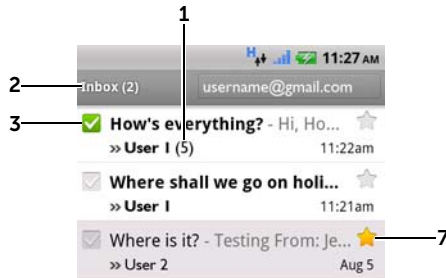 1
H 11:27 AM
2
Inbox (2) username@gmail.com
3
How's everything? - Hi, Ho...
» User 1 (5) 11:22am
Where shall we go on holi...
» User 1 11:21am
Where is it? - Testing From: Je...
7
» User 2 Aug 5